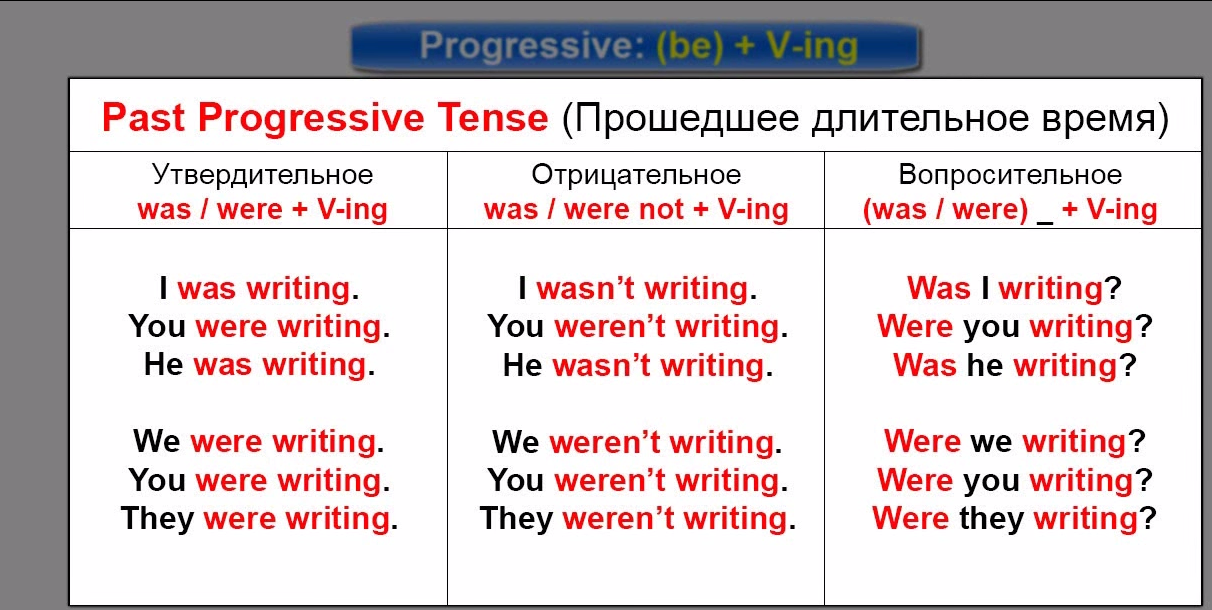 Progressive: (be) + V-ing
Past Progressive Tense (Прошедшее длительное время)
Утвердительное
was / were + V-ing
Отрицательное
was / were not + V-ing
Вопросительное
(was / were) _ + V-ing
I was writing.
You were writing.
He was writing.
We were writing.
You were writing.
They were writing.
I wasn’t writing.
You weren’t writing.
He wasn’t writing.
We weren’t writing.
You weren’t writing.
They weren’t writing.
Was I writing?
Were you writing?
Was he writing?
Were we writing?
Were you writing?
Were they writing?